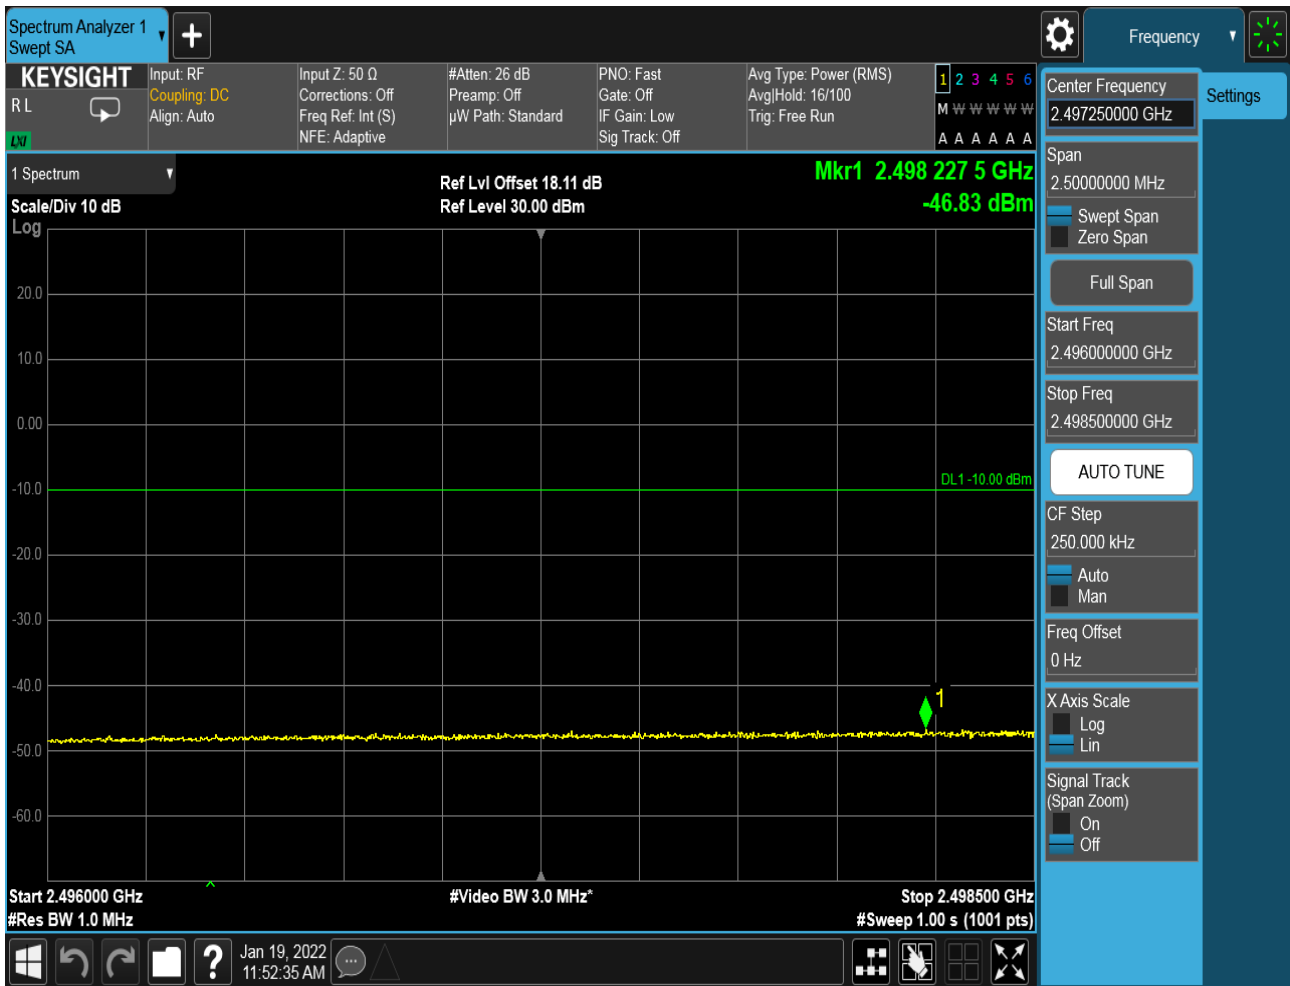 Spectrum Analyzer 1
Swept SA
Frequency
KEYSIGHT
R L
LXI
Input: RF
Coupling: DC
Align: Auto
Input Z: 50 Ω
Corrections: Off
Freq Ref: Int (S)
NFE: Adaptive
#Atten: 26 dB
Preamp: Off
µW Path: Standard
PNO: Fast
Gate: Off
IF Gain: Low
Sig Track: Off
Avg Type: Power (RMS)
Avg|Hold: 16/100
Trig: Free Run
1 2 3 4 5 6
M W W W W W
A A A A A A
1 Spectrum
Scale/Div 10 dB
Log
Ref Lvl Offset 18.11 dB
Ref Level 30.00 dBm
Mkr1 2.498 227 5 GHz
-46.83 dBm
20.0
10.0
0.00
-10.0
DL1 -10.00 dBm
-20.0
-30.0
-40.0
1
-50.0
-60.0
Start 2.496000 GHz
#Res BW 1.0 MHz
#Video BW 3.0 MHz*
Stop 2.498500 GHz
#Sweep 1.00 s (1001 pts)
Jan 19, 2022
11:52:35 AM
Center Frequency
2.497250000 GHz
Settings
Span
2.50000000 MHz
Swept Span
Zero Span
Full Span
Start Freq
2.496000000 GHz
Stop Freq
2.498500000 GHz
AUTO TUNE
CF Step
250.000 kHz
Auto
Man
Freq Offset
0 Hz
X Axis Scale
Log
Lin
Signal Track
(Span Zoom)
On
Off